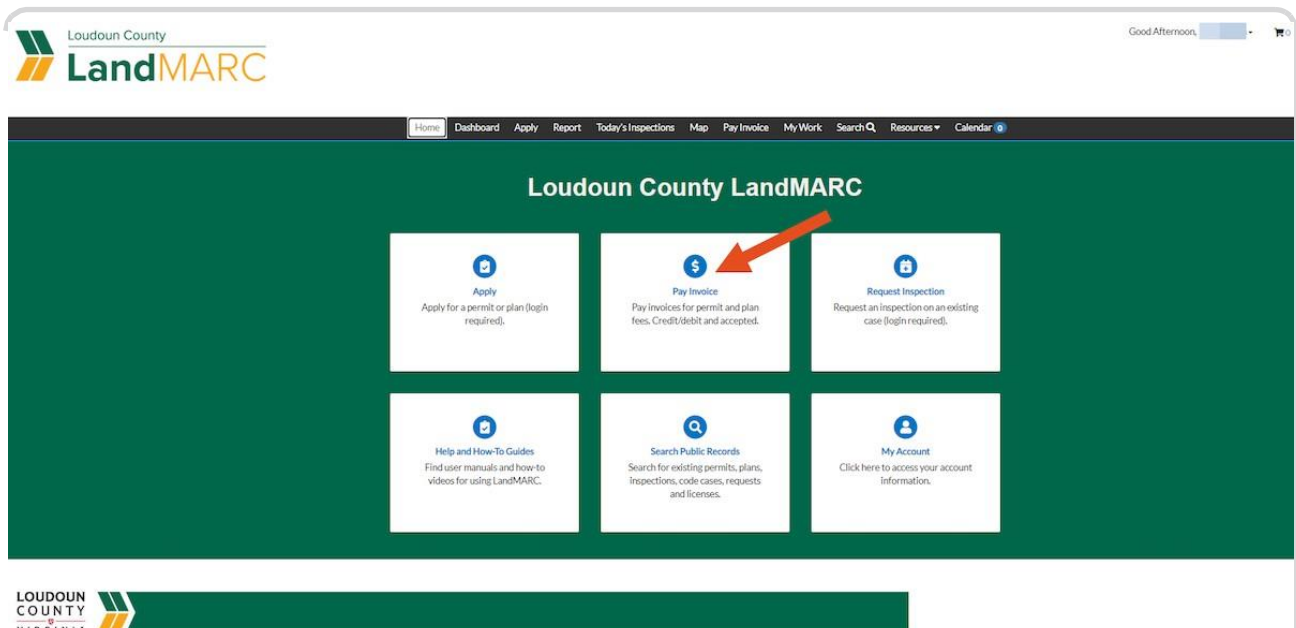 Loudoun County
LandMARC
Good Afternoon,
0
Home Dashboard Apply Report Today's Inspections Map Pay Invoice My Work Search Resources Calendar 0
Loudoun County LandMARC
Apply
Apply for a permit or plan (login
required).
Pay Invoice
Pay invoices for permit and plan
fees. Credit/debit and accepted.
Request Inspection
Request an inspection on an existing
case (login required).
Help and How-To Guides
Find user manuals and how-to
videos for using LandMARC.
Search Public Records
Search for existing permits, plans,
inspections, code cases, requests
and licenses.
My Account
Click here to access your account
information.
LOUDOUN
COUNTY